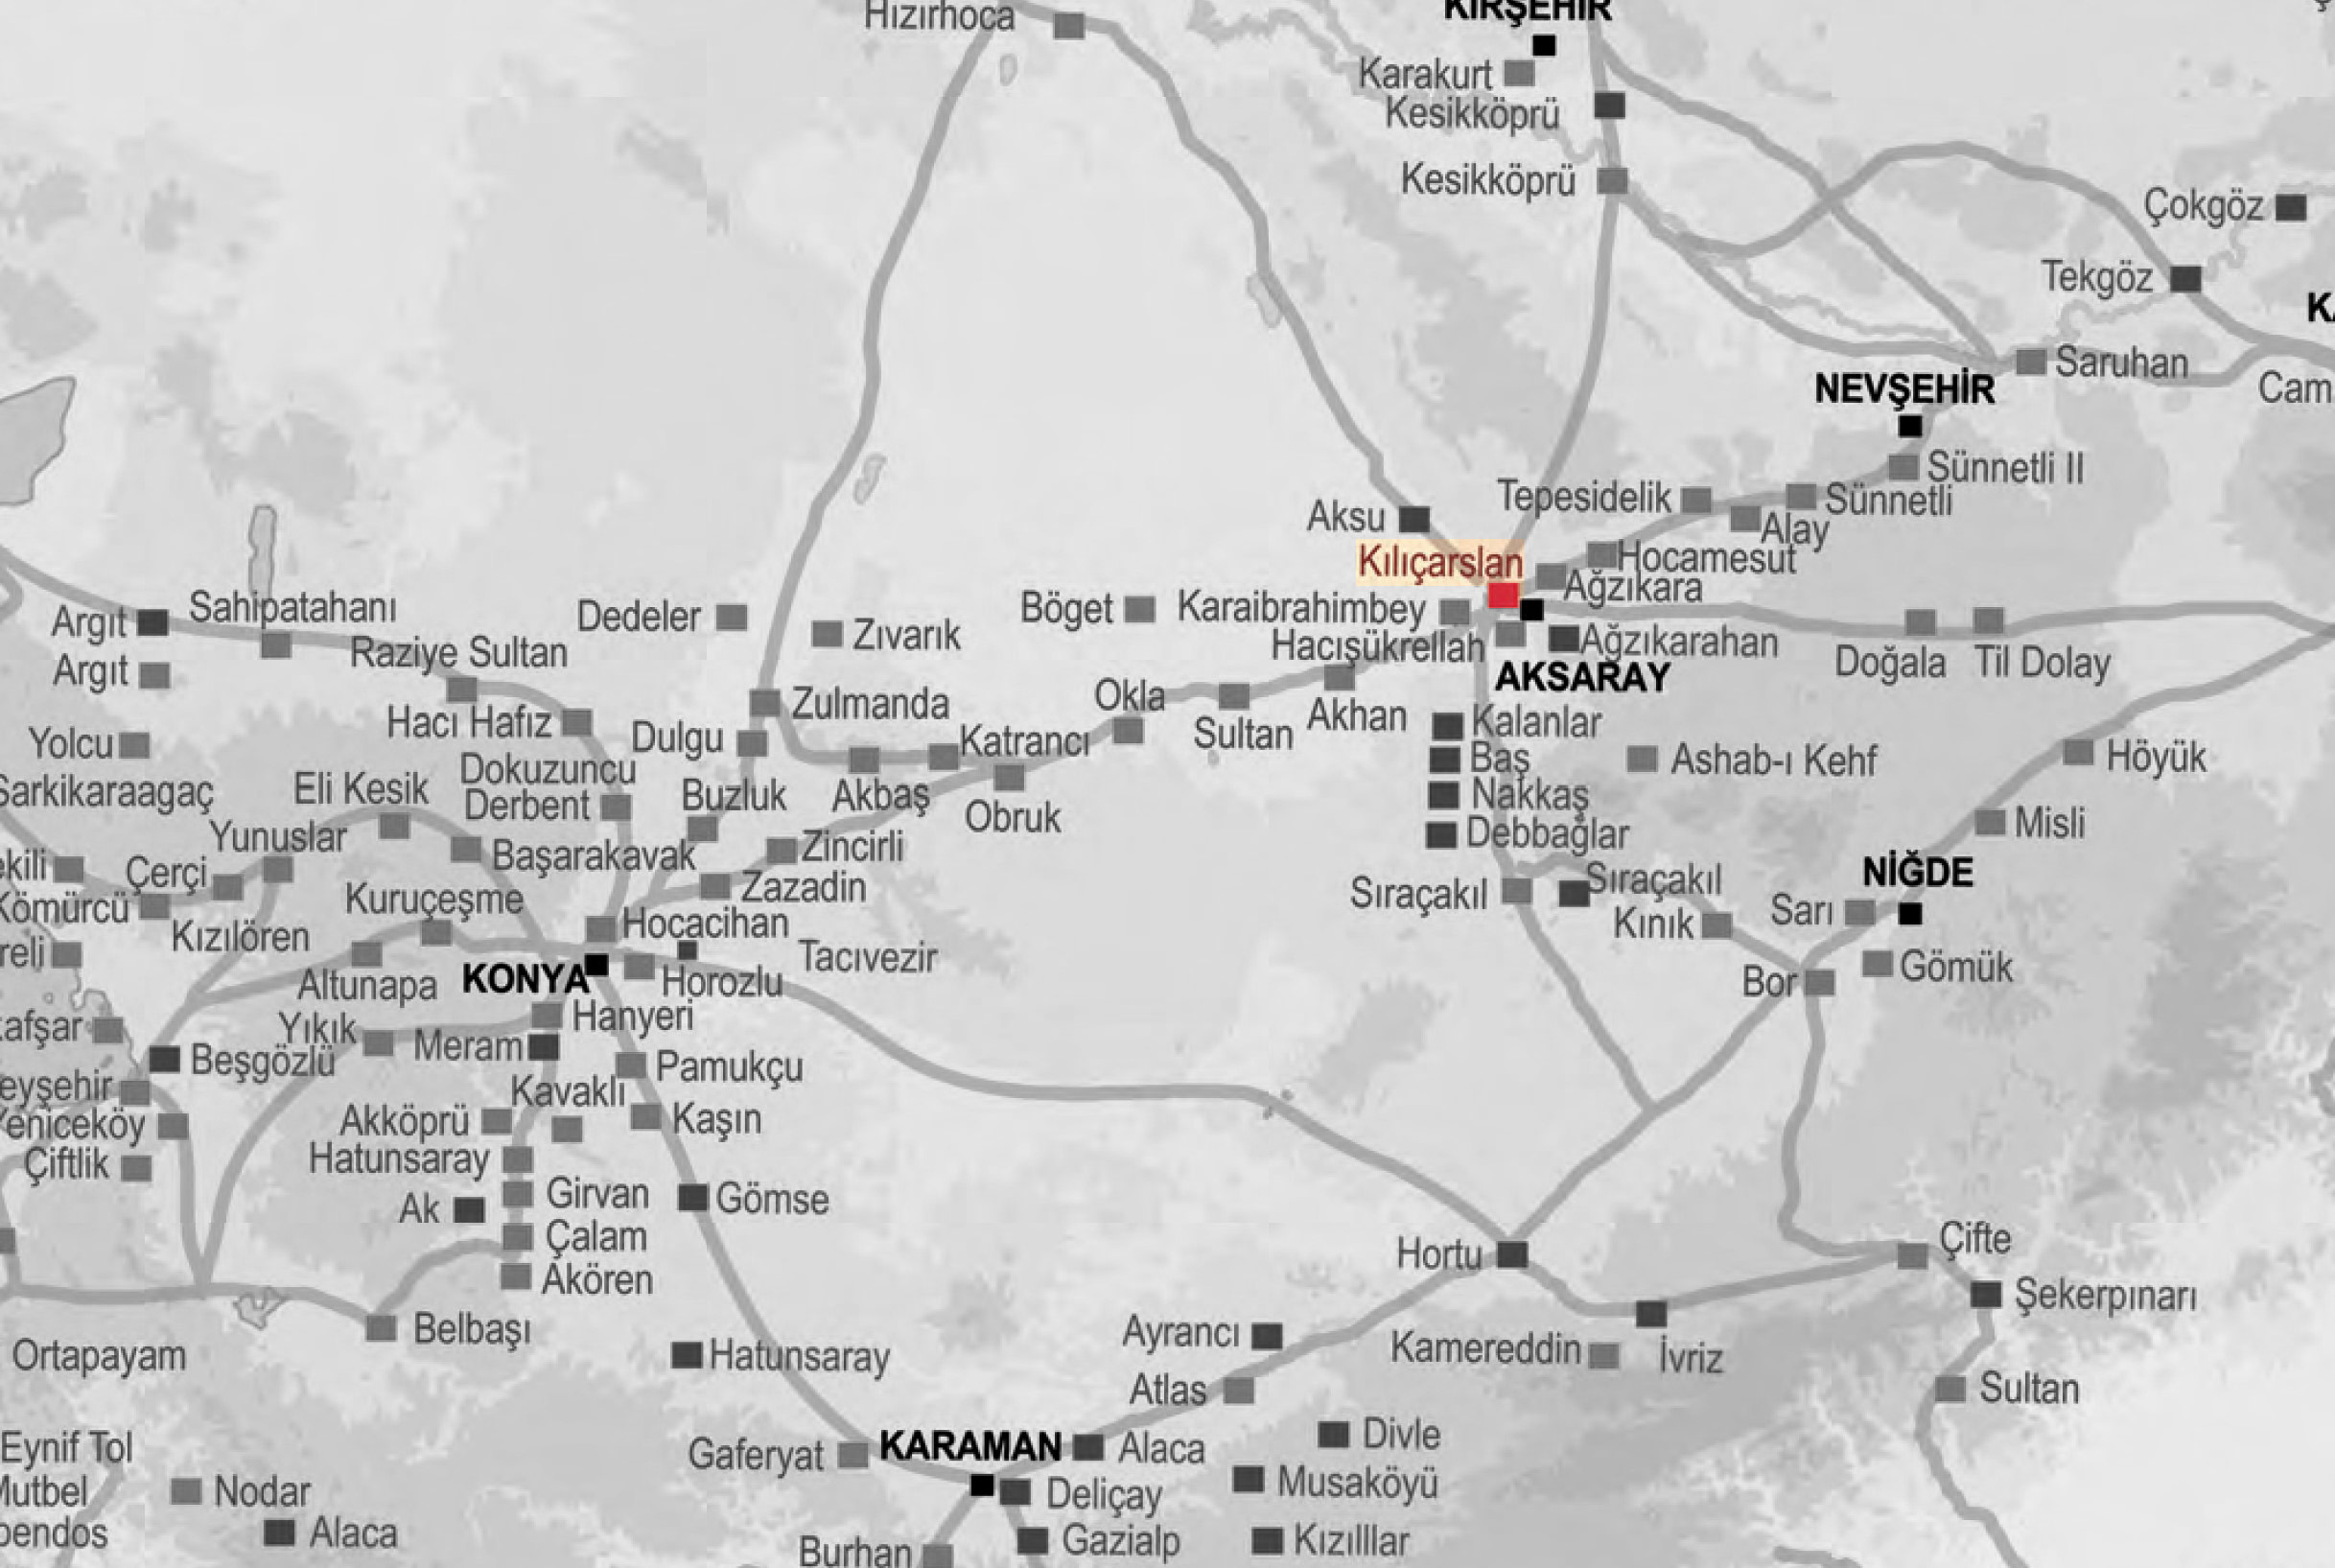 Hızırhoca
KIRŞEHİR
Karakurt
Kesikköprü
Kesikköprü
Çokgöz
Tekgöz
Saruhan
NEVŞEHİR
Sünnetli II
Tepesidelik
Sünnetli
Aksu
Alay
Kılıçarslan
Hocamesut
Ağzıkara
Argıt
Sahipatahanı
Dedeler
Zıvarık
Böget
Karaibrahimbey
Hacışükrellah
Ağzıkarahan
Doğala
Til Dolay
Argıt
Raziye Sultan
AKSARAY
Zulmanda
Okla
Sultan
Akhan
Hacı Hafız
Dulgu
Katrancı
Kalanlar
Yolcu
Baş
Ashab-ı Kehf
Höyük
Dokuzuncu
Derbent
Sarkikaraagaç
Eli Kesik
Buzluk
Akbaş
Obruk
Nakkaş
Debbağlar
Misli
Yunuslar
Başarakavak
Zincirli
Çerçi
NİĞDE
Zazadin
Sıraçakıl
Sıraçakıl
Kömürcü
Kuruçeşme
Hocacihan
Kınık
Sarı
Kızılören
Tacıvezir
Altunapa
KONYA
Horozlu
Bor
Gömük
Hanyeri
Yıkık
Meram
Beşgözlü
Pamukçu
Kavaklı
Yeniceköy
Akköprü
Kaşın
Çiftlik
Hatunsaray
Girvan
Gömse
Ak
Çalam
Akören
Hortu
Çifte
Şekerpınarı
Belbaşı
Ayrancı
Kamereddin
İvriz
Ortapayam
Hatunsaray
Atlas
Sultan
Eynif Tol
Gaferyat
KARAMAN
Alaca
Divle
Mutbel
Nodar
Deliçay
Musaköyü
Alaca
Burhan
Gazialp
Kızılllar